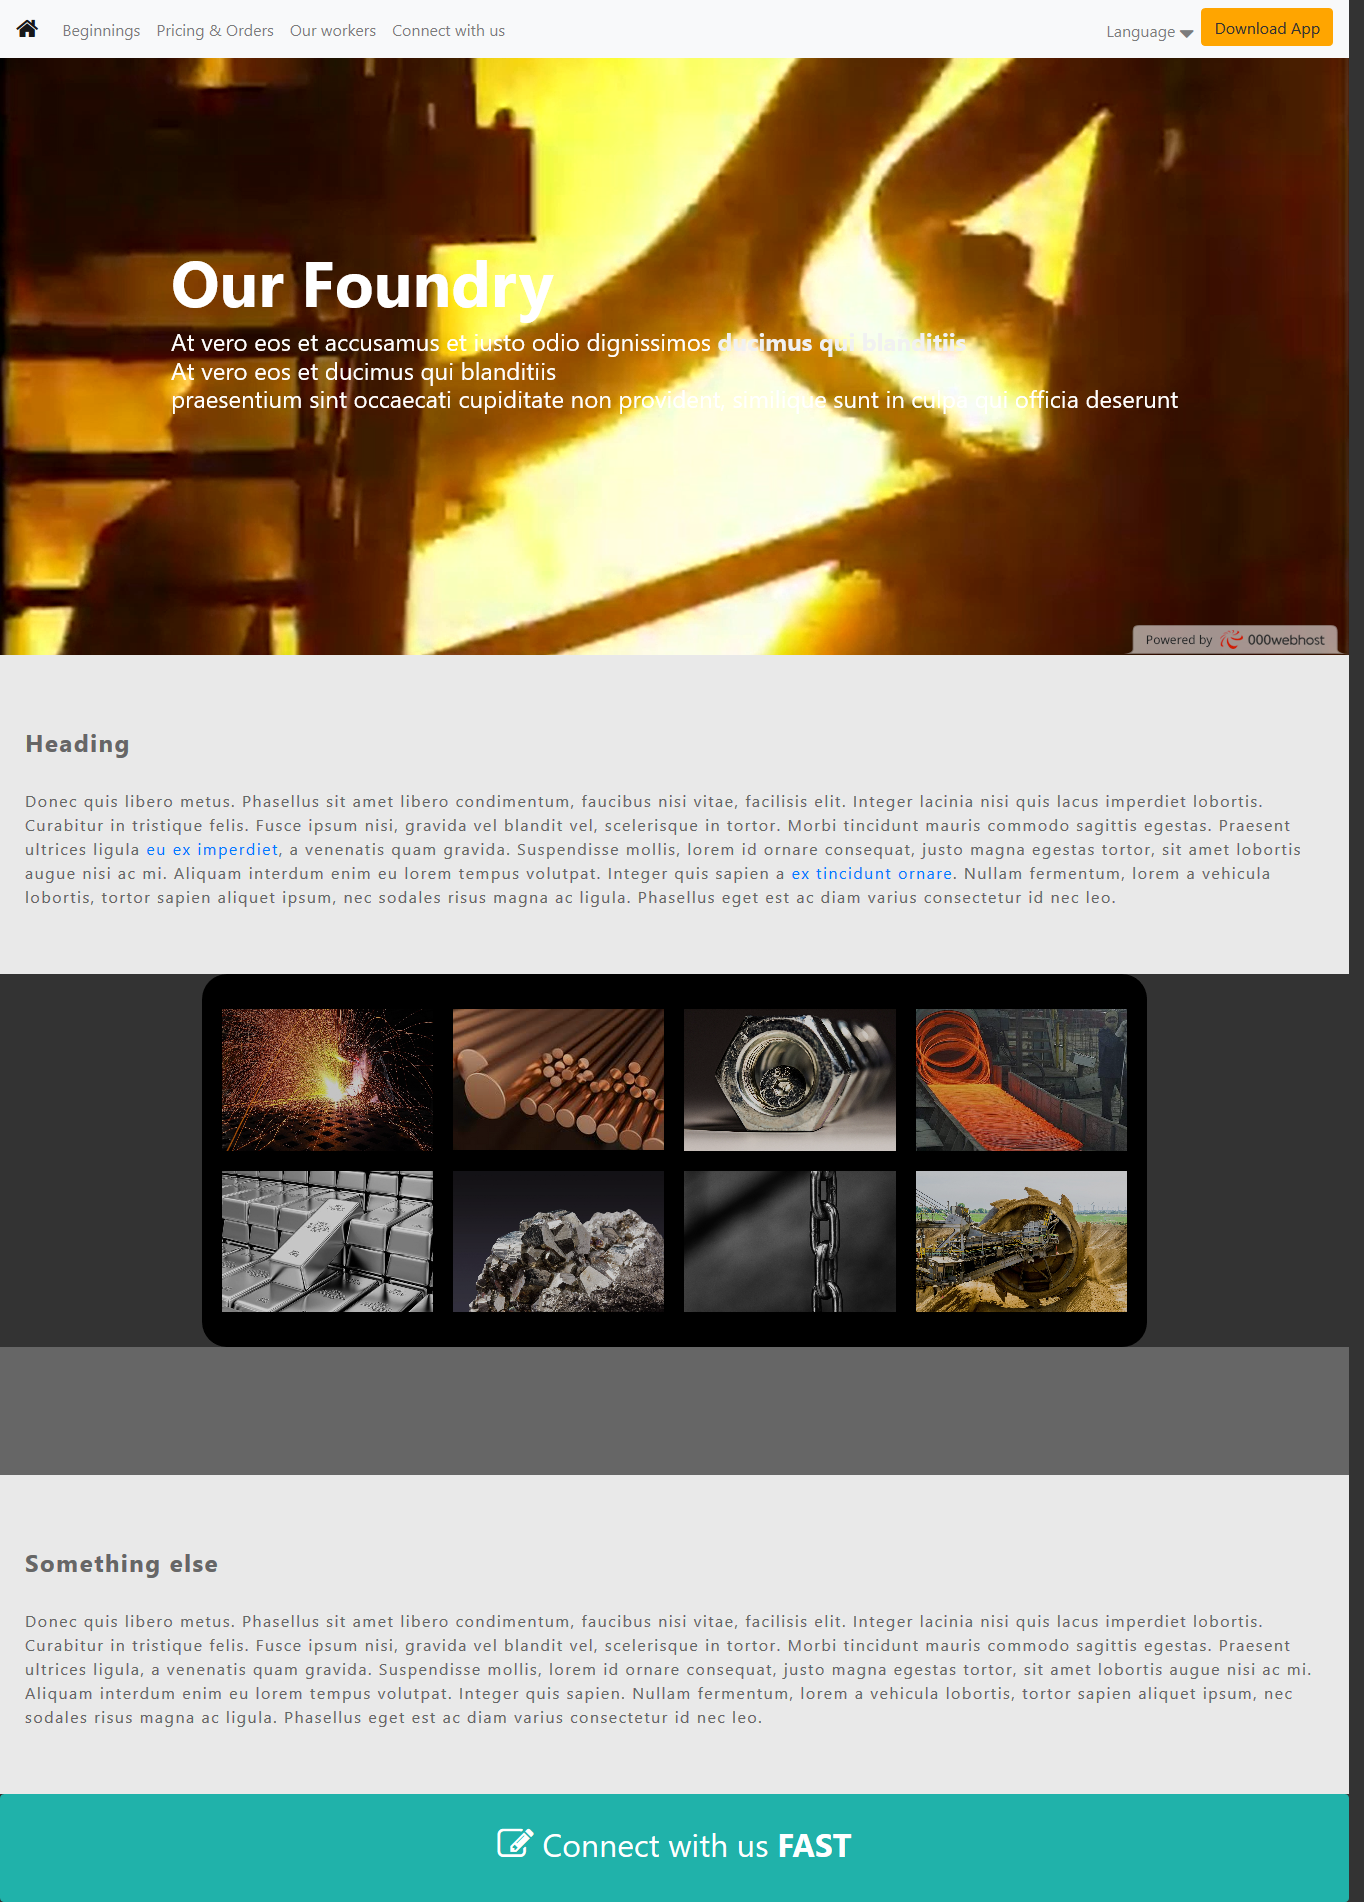 Beginnings Pricing & Orders Our workers Connect with us Language Download App
Our Foundry
At vero eos et accusamus et iusto odio dignissimos ducimus qui blanditiis
At vero eos et ducimus qui blanditiis
praesentium sint occaecati cupiditate non provident, similique sunt in culpa qui officia deserunt
Powered by 000webhost
Heading
Donec quis libero metus. Phasellus sit amet libero condimentum, faucibus nisi vitae, facilisis elit. Integer lacinia nisi quis lacus imperdiet lobortis.
Curabitur in tristique felis. Fusce ipsum nisi, gravida vel blandit vel, scelerisque in tortor. Morbi tincidunt mauris commodo sagittis egestas. Praesent
ultrices ligula eu ex imperdiet, a venenatis quam gravida. Suspendisse mollis, lorem id ornare consequat, justo magna egestas tortor, sit amet lobortis
augue nisi ac mi. Aliquam interdum enim eu lorem tempus volutpat. Integer quis sapien a ex tincidunt ornare. Nullam fermentum, lorem a vehicula
lobortis, tortor sapien aliquet ipsum, nec sodales risus magna ac ligula. Phasellus eget est ac diam varius consectetur id nec leo.
Something else
Donec quis libero metus. Phasellus sit amet libero condimentum, faucibus nisi vitae, facilisis elit. Integer lacinia nisi quis lacus imperdiet lobortis.
Curabitur in tristique felis. Fusce ipsum nisi, gravida vel blandit vel, scelerisque in tortor. Morbi tincidunt mauris commodo sagittis egestas. Praesent
ultrices ligula, a venenatis quam gravida. Suspendisse mollis, lorem id ornare consequat, justo magna egestas tortor, sit amet lobortis augue nisi ac mi.
Aliquam interdum enim eu lorem tempus volutpat. Integer quis sapien. Nullam fermentum, lorem a vehicula lobortis, tortor sapien aliquet ipsum, nec
sodales risus magna ac ligula. Phasellus eget est ac diam varius consectetur id nec leo.
Connect with us FAST